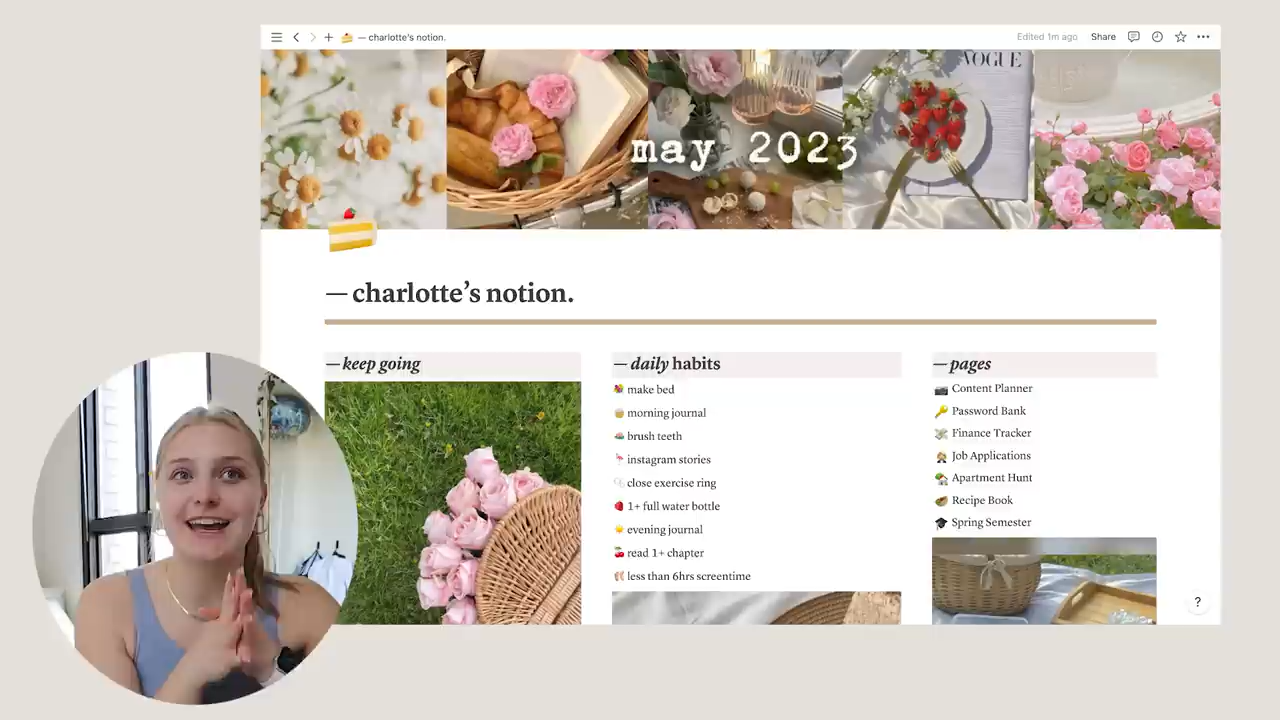 — charlotte's notion.
Edited 1m ago
Share
VOGUE
may 2023
— charlotte’s notion.
— keep going
— daily habits
make bed
morning journal
brush teeth
instagram stories
close exercise ring
1+ full water bottle
evening journal
read 1+ chapter
less than 6hrs screentime
— pages
Content Planner
Password Bank
Finance Tracker
Job Applications
Apartment Hunt
Recipe Book
Spring Semester
?